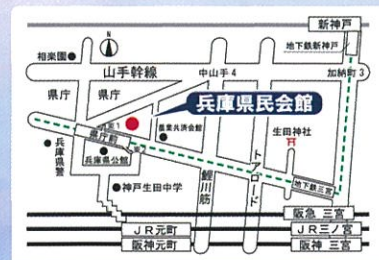 新神戸
地下鉄新神戸
相楽園
N
山手幹線
中山手4
加納町3
県庁
県庁
兵庫県民会館
東出口1
県庁前
農業共済会館
生田神社
兵庫県警
兵庫県公館
神戸生田中学
鯉川筋
トアロード
地下鉄三宮
阪急 三宮
JR元町
JR三ノ宮
阪神元町
阪神 三宮